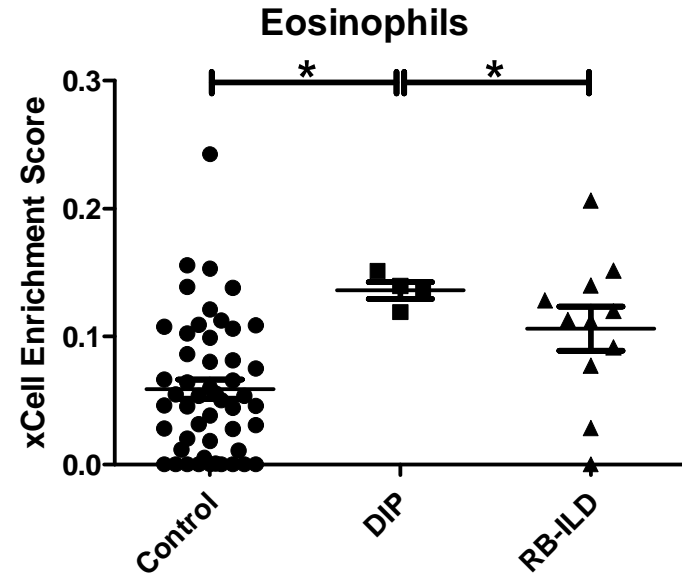 Eosinophils
* *
xCell Enrichment Score
0.3
0.2
0.1
0.0
Control
DIP
RB-ILD